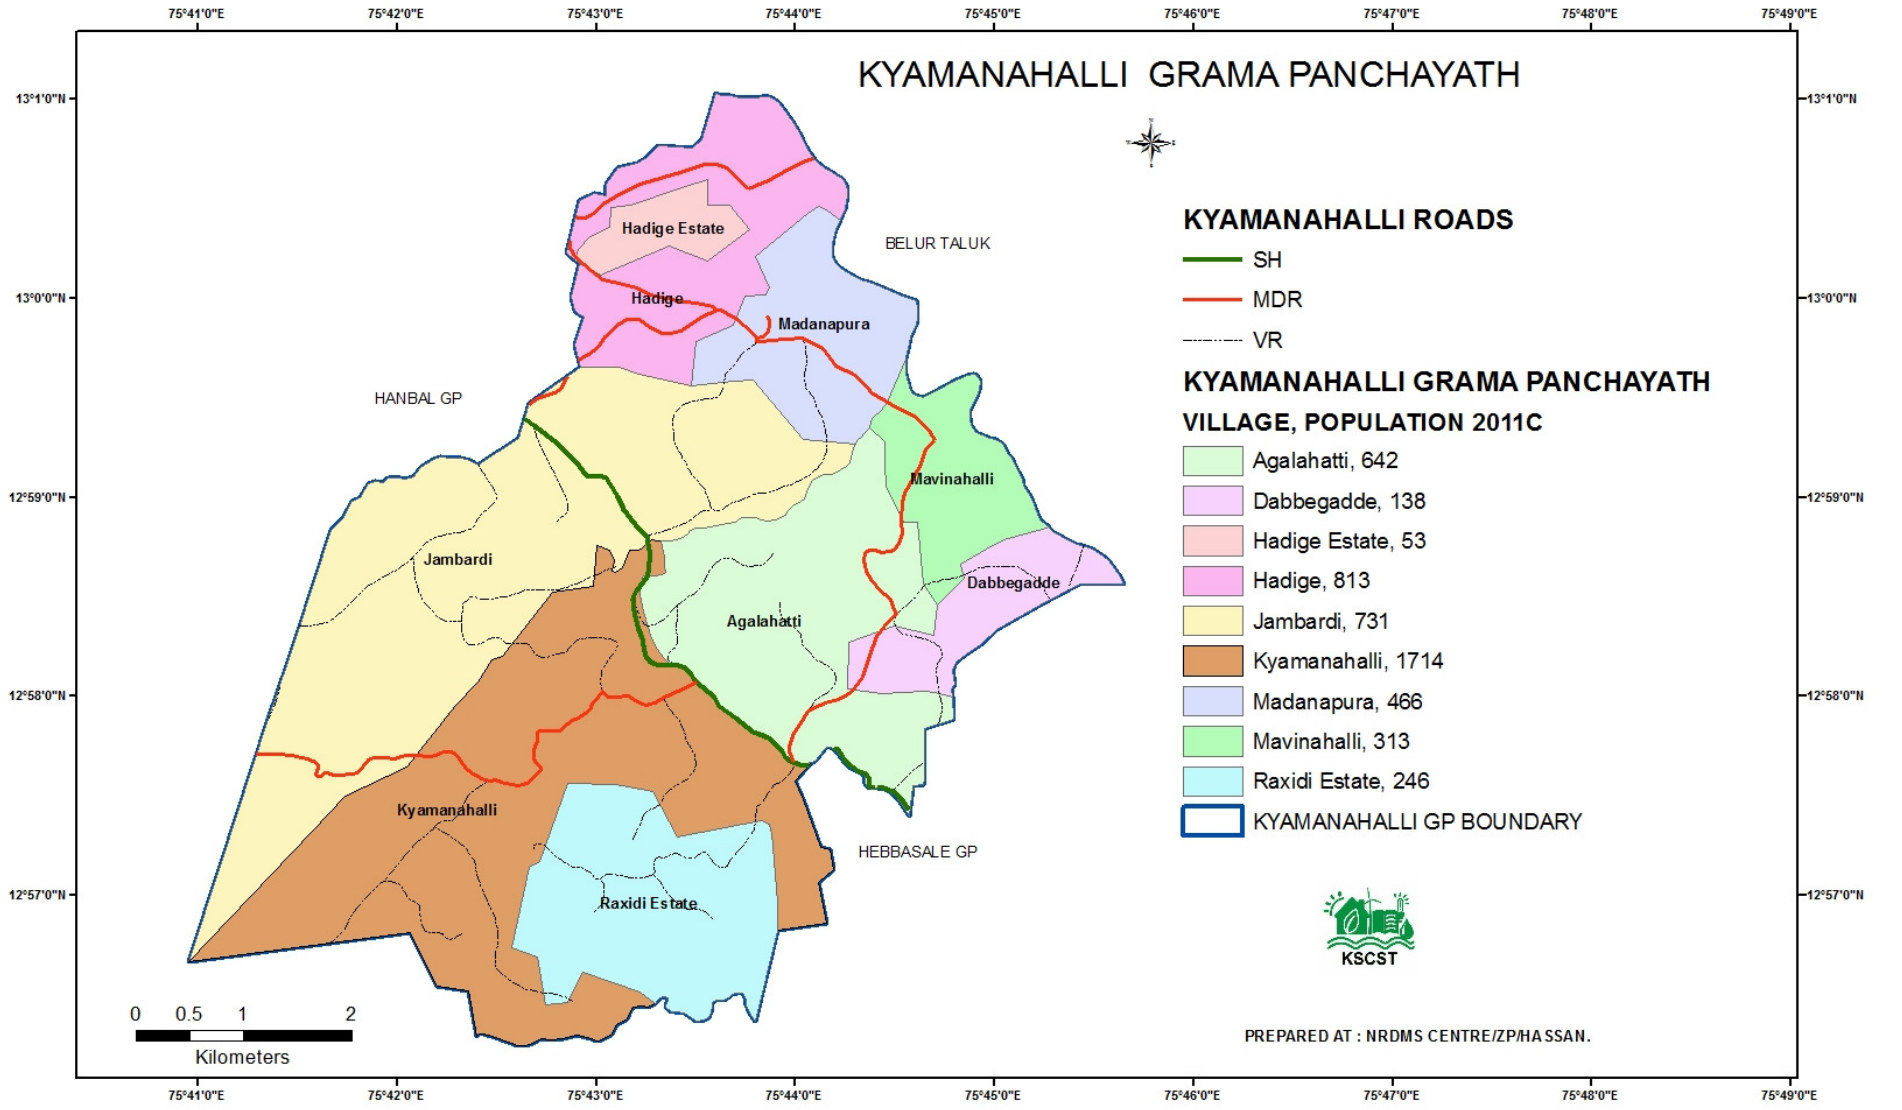 75°41'0"E 75°42'0"E 75°43'0"E 75°44'0"E 75°45'0"E 75°46'0"E 75°47'0"E 75°48'0"E 75°49'0"E
KYAMANAHALLI GRAMA PANCHAYATH
13°1'0"N 13°1'0"N
KYAMANAHALLI ROADS
Hadige Estate
BELUR TALUK
SH
13°0'0"N Hadige MDR 13°0'0"N
Madanapura
VR
KYAMANAHALLI GRAMA PANCHAYATH
HANBAL GP
VILLAGE, POPULATION 2011C
Agalahatti, 642
Mavinahalli
12°59'0"N Dabbegadde, 138 12°59'0"N
Hadige Estate, 53
Jambardi
Dabbegadde
Hadige, 813
Agalahatti
Jambardi, 731
Kyamanahalli, 1714
12°58'0"N Madanapura, 466 12°58'0"N
Mavinahalli, 313
Raxidi Estate, 246
Kyamanahalli
KYAMANAHALLI GP BOUNDARY
HEBBASALE GP
12°57'0"N 12°57'0"N
Raxidi Estate
KSCST
0 0.5 1 2
Kilometers
PREPARED AT : NRDMS CENTRE/ZP/HASSAN.
75°41'0"E 75°42'0"E 75°43'0"E 75°44'0"E 75°45'0"E 75°46'0"E 75°47'0"E 75°48'0"E 75°49'0"E